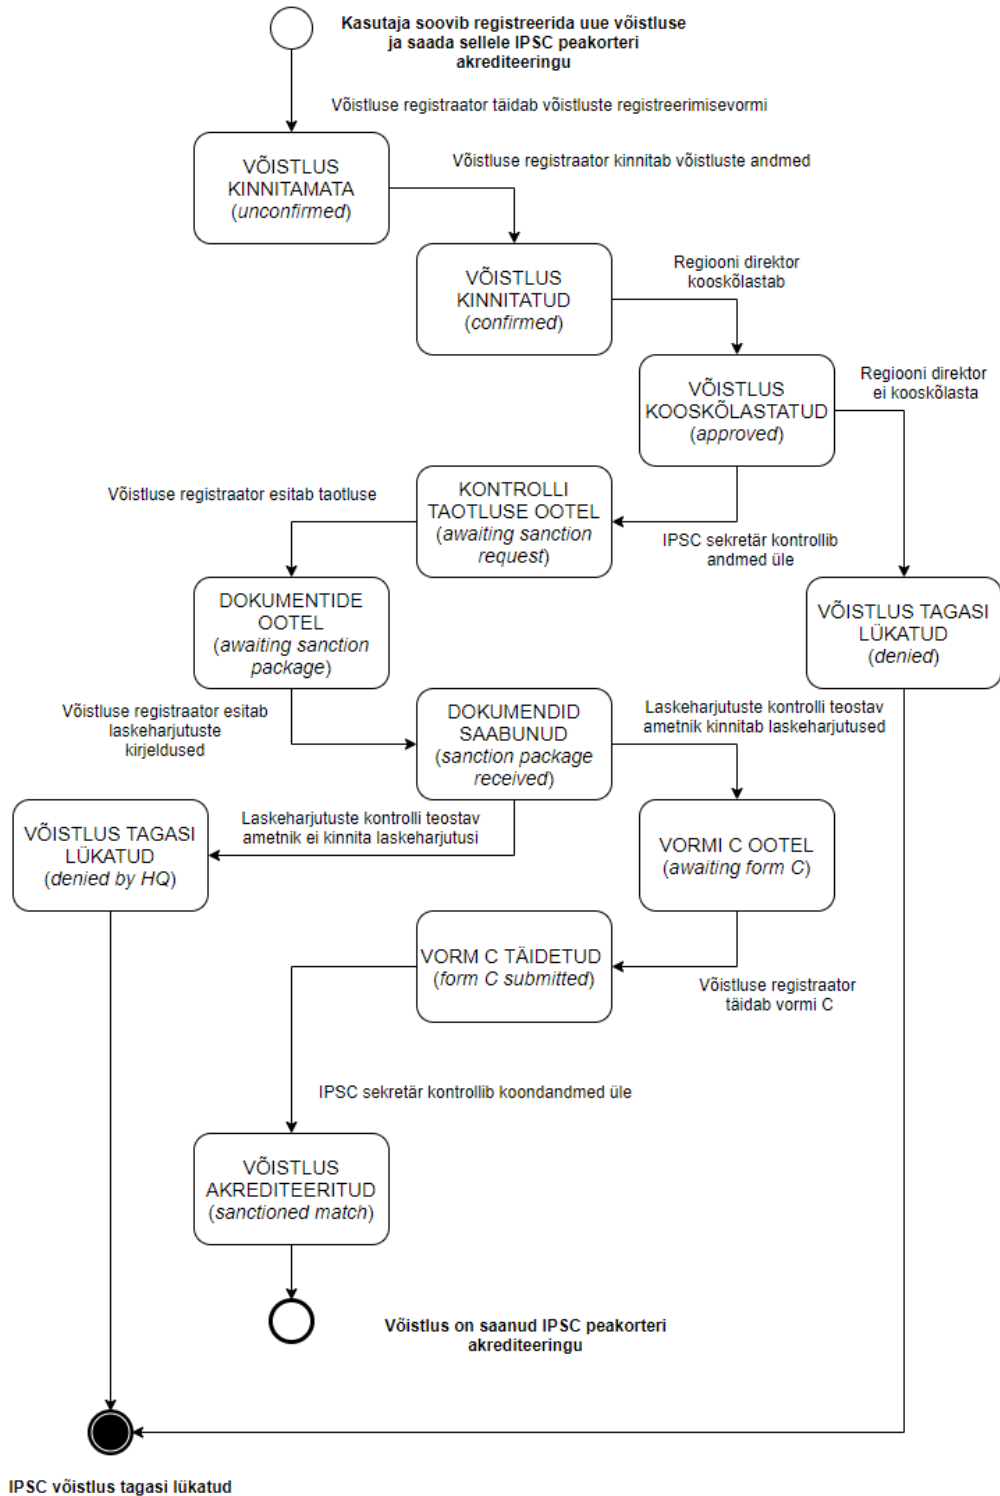 Kasutaja soovib registreerida uue võistluse
ja saada sellele IPSC peakorteri
akrediteeringu
Võistluse registraator täidab võistluste registreerimisevormi
VÕISTLUS
KINNITAMATA
(unconfirmed)
Võistluse registraator kinnitab võistluste andmed
VÕISTLUS
KINNITATUD
(confirmed)
Regiooni direktor
kooskõlastab
VÕISTLUS
KOOSKÕLASTATUD
(approved)
Regiooni direktor
ei kooskõlasta
KONTROLLI
TAOTLUSE OOTEL
(awaiting sanction
request)
Võistluse registraator esitab taotluse
IPSC sekretär kontrollib
andmed üle
DOKUMENTIDE
OOTEL
(awaiting sanction
package)
VÕISTLUS TAGASI
LÜKATUD
(denied)
Võistluse registraator esitab
laskeharjutuste
kirjeldused
DOKUMENDID
SAABUNUD
(sanction package
received)
Laskeharjutuste kontrolli teostav
ametnik kinnitab laskeharjutused
VÕISTLUS TAGASI
LÜKATUD
(denied by HQ)
Laskeharjutuste kontrolli teostav
ametnik ei kinnita laskeharjutusi
VORMI C OOTEL
(awaiting form C)
VORM C TÄIDETUD
(form C submitted)
Võistluse registraator
täidab vormi C
IPSC sekretär kontrollib koondandmed üle
VÕISTLUS
AKREDITEERITUD
(sanctioned match)
Võistlus on saanud IPSC peakorteri
akrediteeringu
IPSC võistlus tagasi lükatud